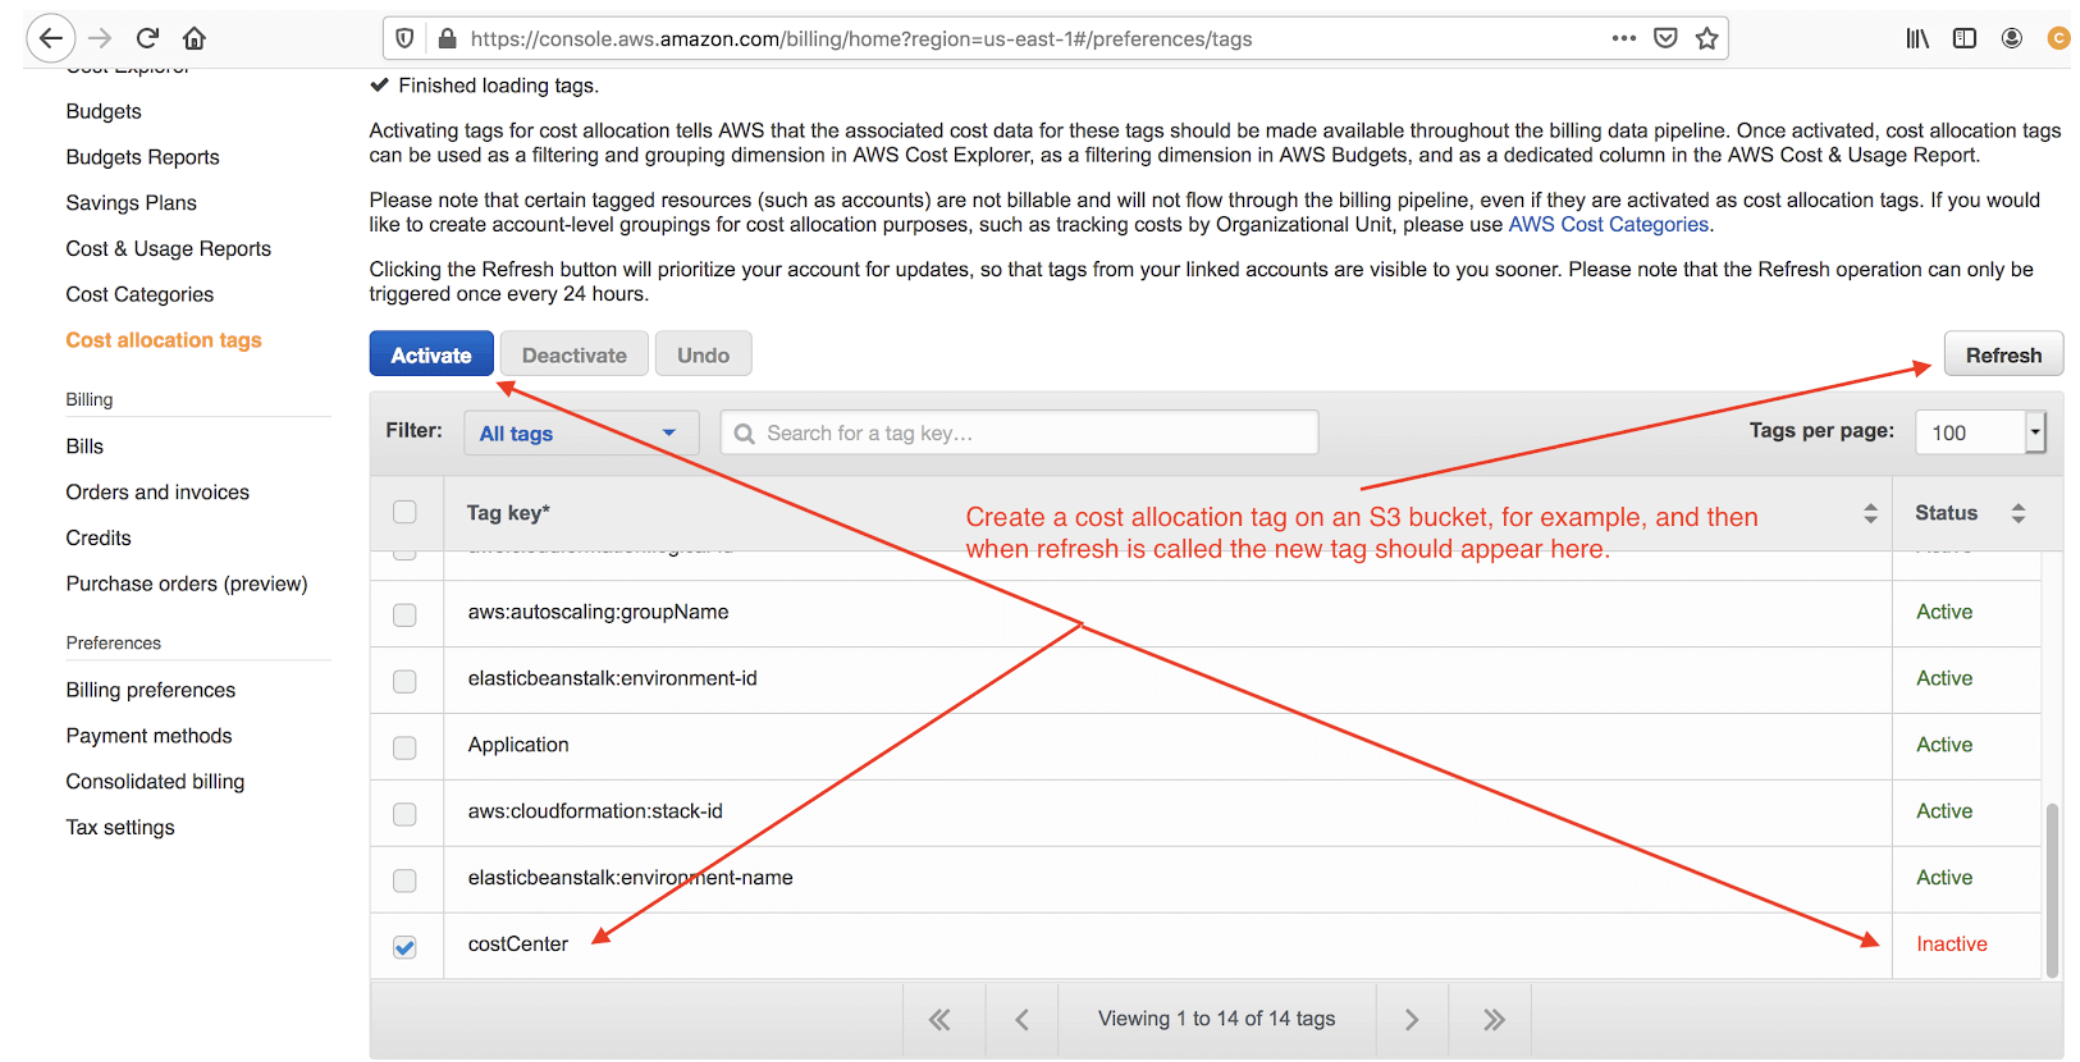 https://console.aws.amazon.com/billing/home?region=us-east-1#/preferences/tags
C
Cost Explorer
Budgets
Budgets Reports
Savings Plans
Cost & Usage Reports
Cost Categories
Cost allocation tags
Billing
Bills
Orders and invoices
Credits
Purchase orders (preview)
Preferences
Billing preferences
Payment methods
Consolidated billing
Tax settings
Finished loading tags.
Activating tags for cost allocation tells AWS that the associated cost data for these tags should be made available throughout the billing data pipeline. Once activated, cost allocation tags
can be used as a filtering and grouping dimension in AWS Cost Explorer, as a filtering dimension in AWS Budgets, and as a dedicated column in the AWS Cost & Usage Report.
Please note that certain tagged resources (such as accounts) are not billable and will not flow through the billing pipeline, even if they are activated as cost allocation tags. If you would
like to create account-level groupings for cost allocation purposes, such as tracking costs by Organizational Unit, please use AWS Cost Categories.
Clicking the Refresh button will prioritize your account for updates, so that tags from your linked accounts are visible to you sooner. Please note that the Refresh operation can only be
triggered once every 24 hours.
Activate Deactivate Undo Refresh
Filter: All tags Search for a tag key... Tags per page: 100
Tag key* Status
Create a cost allocation tag on an S3 bucket, for example, and then
when refresh is called the new tag should appear here.
aws:autoscaling:groupName Active
elasticbeanstalk:environment-id Active
Application Active
aws:cloudformation:stack-id Active
elasticbeanstalk:environment-name Active
costCenter Inactive
Viewing 1 to 14 of 14 tags